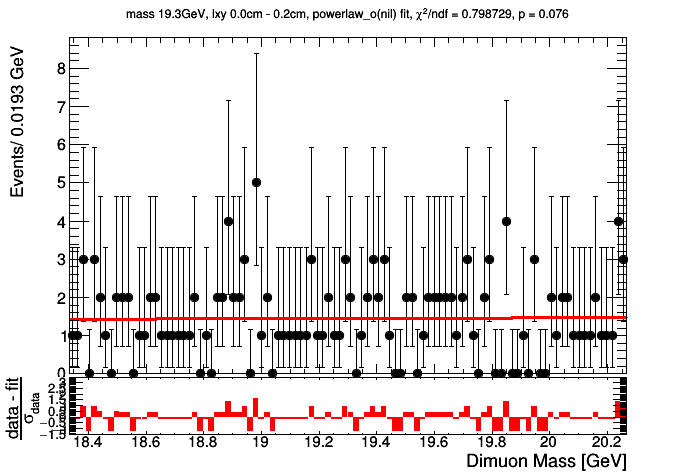 mass 19.3GeV, lxy 0.0cm - 0.2cm, powerlaw_o(nil) fit, χ²/ndf = 0.798729, p = 0.076
Events/ 0.0193 GeV
8
7
6
5
4
3
2
1
0
data - fit
σdata
18.4 18.6 18.8 19 19.2 19.4 19.6 19.8 20 20.2
Dimuon Mass [GeV]